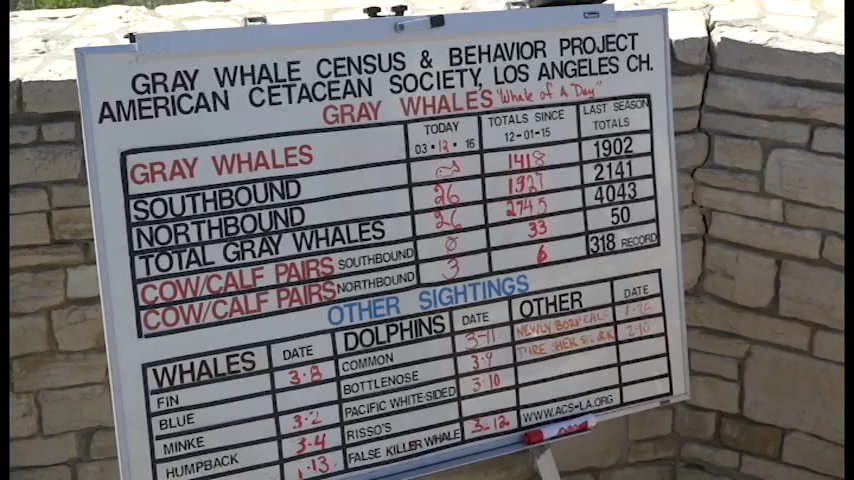 GRAY WHALE CENSUS & BEHAVIOR PROJECT
AMERICAN CETACEAN SOCIETY, LOS ANGELES CH.
GRAY WHALES "Whale of A Day"
GRAY WHALES TODAY 03·12·16 TOTALS SINCE 12-01-15 LAST SEASON TOTALS
SOUTHBOUND 1418 1902
NORTHBOUND 26 1327 2141
TOTAL GRAY WHALES 26 2745 4043
COW/CALF PAIRS SOUTHBOUND Ø 33 50
COW/CALF PAIRS NORTHBOUND 3 6 318 RECORD
OTHER SIGHTINGS
WHALES DATE DOLPHINS DATE OTHER DATE
FIN 3-8 COMMON 3-11 NEWLY BORN CALF
BLUE BOTTLENOSE 3-9 2-10
MINKE 3-2 PACIFIC WHITE-SIDED 3-10
HUMPBACK 3-4 RISSO'S
1-13 FALSE KILLER WHALE 3-12 WWW.ACS-LA.ORG